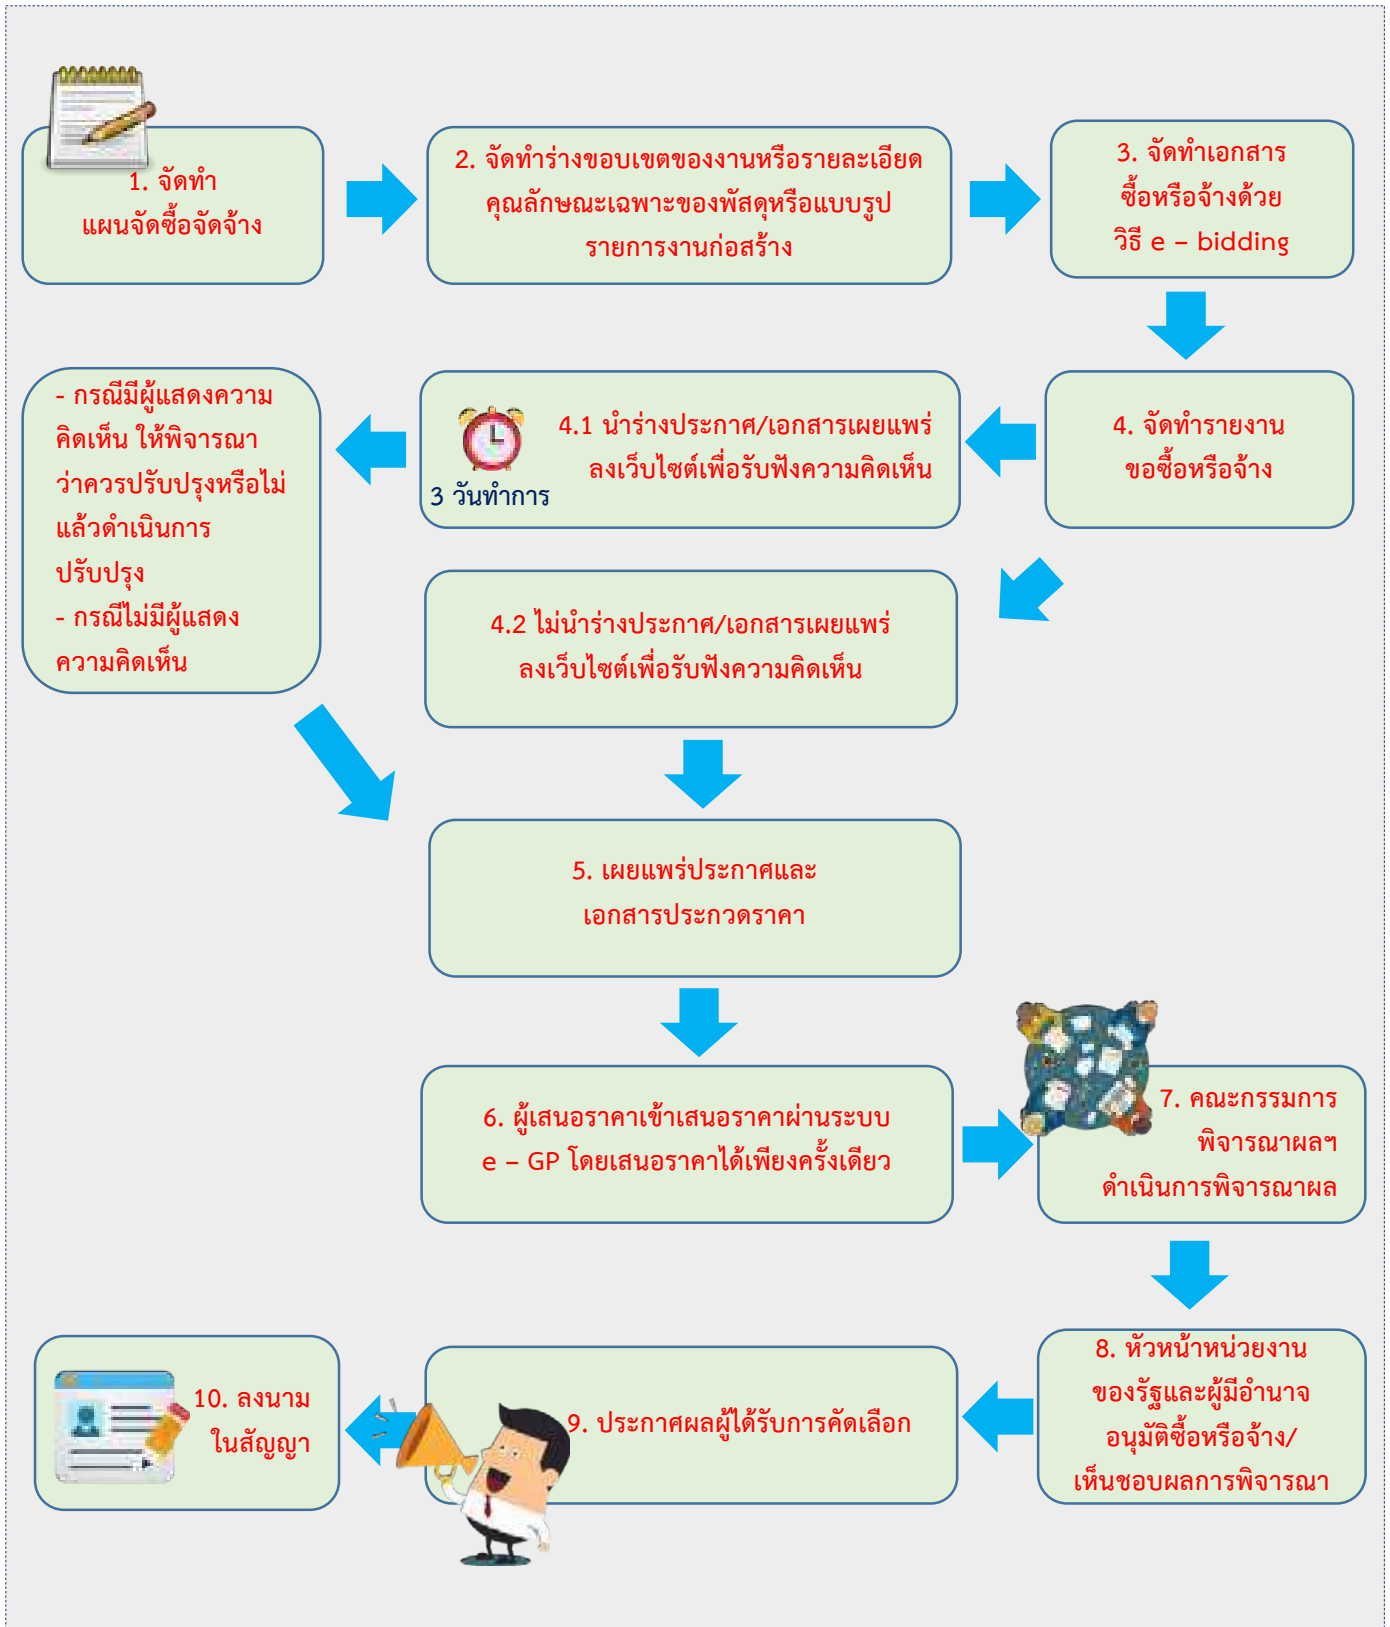 1. จัดทำ
แผนจัดซื้อจัดจ้าง
2. จัดทำร่างขอบเขตของงานหรือรายละเอียด
คุณลักษณะเฉพาะของพัสดุหรือแบบรูป
รายการงานก่อสร้าง
3. จัดทำเอกสาร
ซื้อหรือจ้างด้วย
วิธี e – bidding
4. จัดทำรายงาน
ขอซื้อหรือจ้าง
4.1 นำร่างประกาศ/เอกสารเผยแพร่
ลงเว็บไซต์เพื่อรับฟังความคิดเห็น
3 วันทำการ
- กรณีมีผู้แสดงความ
คิดเห็น ให้พิจารณา
ว่าควรปรับปรุงหรือไม่
แล้วดำเนินการ
ปรับปรุง
- กรณีไม่มีผู้แสดง
ความคิดเห็น
4.2 ไม่นำร่างประกาศ/เอกสารเผยแพร่
ลงเว็บไซต์เพื่อรับฟังความคิดเห็น
5. เผยแพร่ประกาศและ
เอกสารประกวดราคา
6. ผู้เสนอราคาเข้าเสนอราคาผ่านระบบ
e – GP โดยเสนอราคาได้เพียงครั้งเดียว
7. คณะกรรมการ
พิจารณาผลฯ
ดำเนินการพิจารณาผล
8. หัวหน้าหน่วยงาน
ของรัฐและผู้มีอำนาจ
อนุมัติซื้อหรือจ้าง/
เห็นชอบผลการพิจารณา
9. ประกาศผลผู้ได้รับการคัดเลือก
10. ลงนาม
ในสัญญา